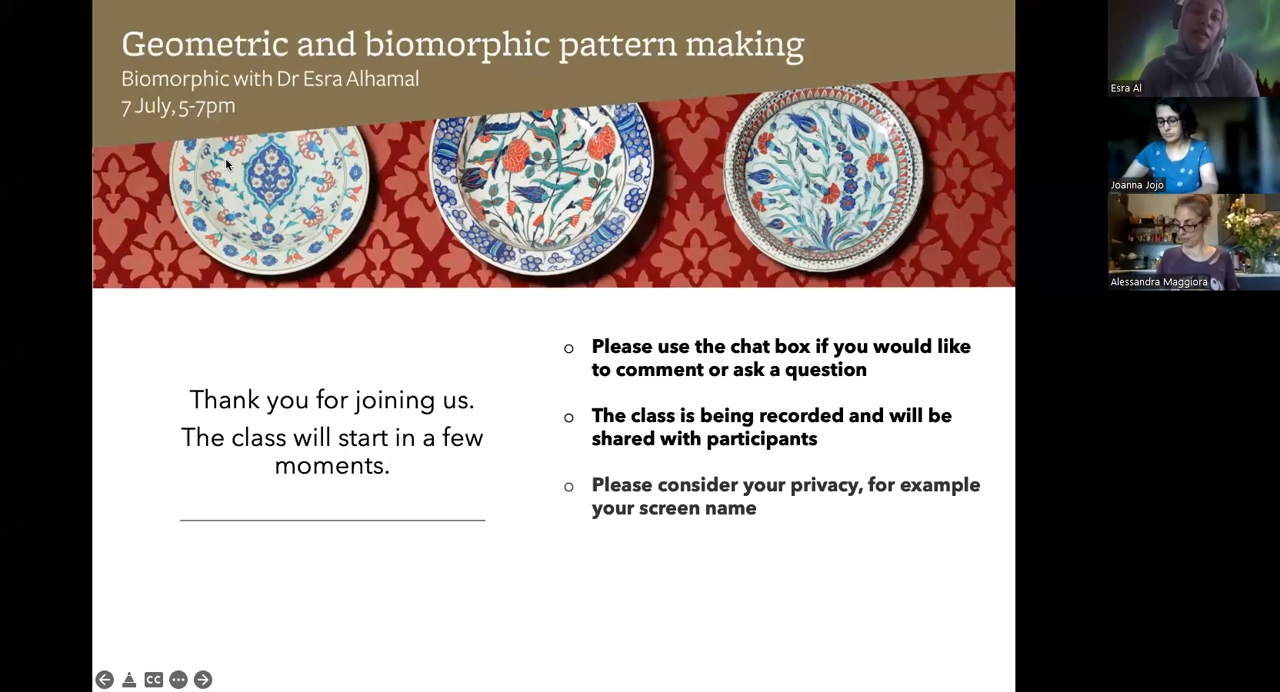 Geometric and biomorphic pattern making
Biomorphic with Dr Esra Alhamal
7 July, 5-7pm
Thank you for joining us.
The class will start in a few
moments.
Please use the chat box if you would like
to comment or ask a question
The class is being recorded and will be
shared with participants
Please consider your privacy, for example
your screen name
Esra Al
Joanna Jojo
Alessandra Maggiora
CC